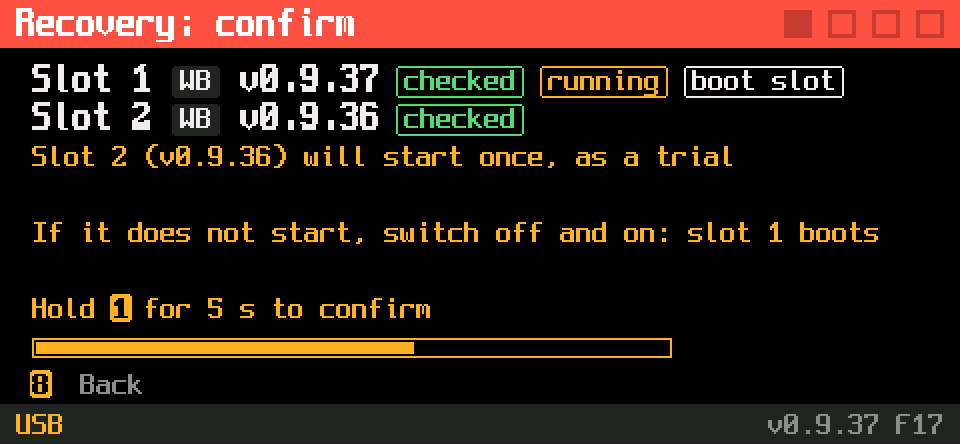 Recovery: confirm
Slot 1 WB v0.9.37 checked running boot slot
Slot 2 WB v0.9.36 checked
Slot 2 (v0.9.36) will start once, as a trial
If it does not start, switch off and on: slot 1 boots
Hold 1 for 5 s to confirm
8 Back
USB v0.9.37 F17